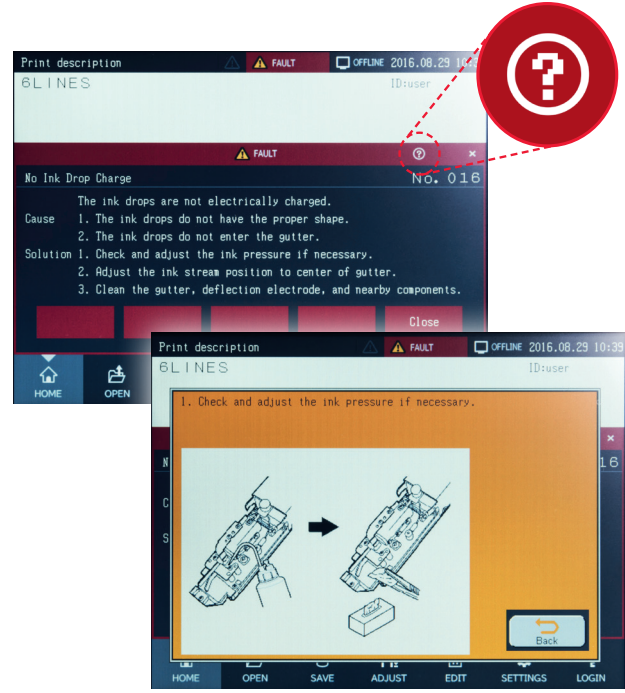 Print description
FAULT
OFFLINE 2016.08.29 10:3
6LINES
ID:user
?
FAULT
?
×
No Ink Drop Charge
No. 016
The ink drops are not electrically charged.
Cause 1. The ink drops do not have the proper shape.
2. The ink drops do not enter the gutter.
Solution 1. Check and adjust the ink pressure if necessary.
2. Adjust the ink stream position to center of gutter.
3. Clean the gutter, deflection electrode, and nearby components.
Close
HOME
OPEN
Print description
FAULT
OFFLINE 2016.08.29 10:39
6LINES
ID:user
1. Check and adjust the ink pressure if necessary.
×
N
16
C
S
Back
HOME
OPEN
SAVE
ADJUST
EDIT
SETTINGS
LOGIN